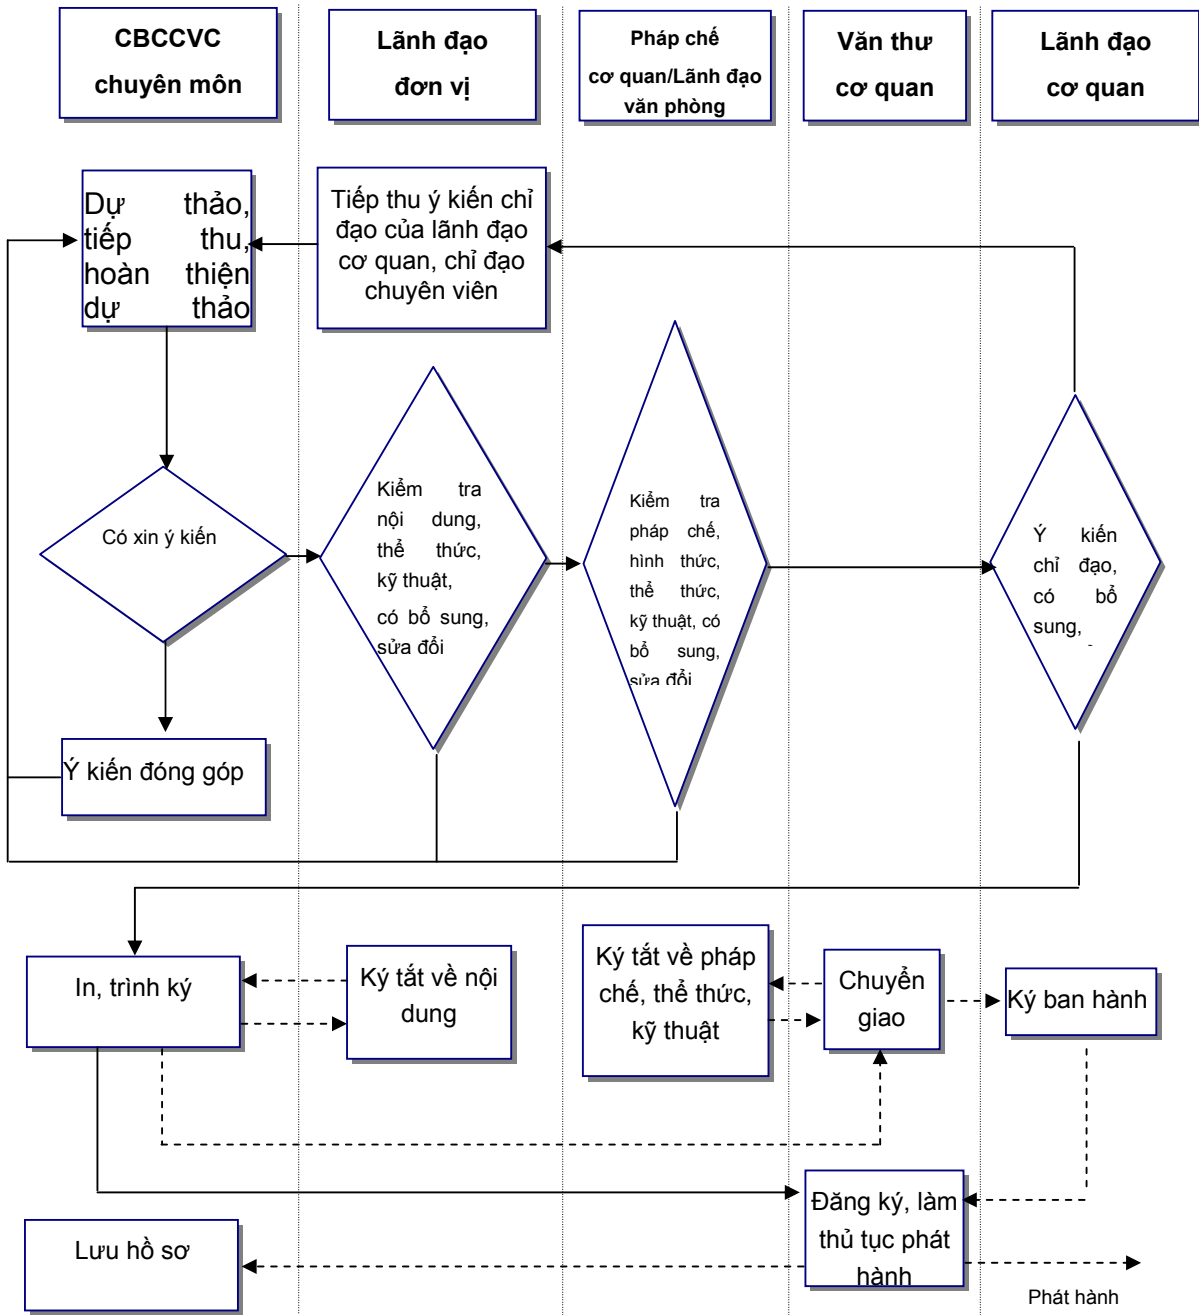 CBCCVC
chuyên môn
Lãnh đạo
đơn vị
Pháp chế
cơ quan/Lãnh đạo
văn phòng
Văn thư
cơ quan
Lãnh đạo
cơ quan
Dự thảo,
tiếp thu,
hoàn thiện
dự thảo
Tiếp thu ý kiến chỉ
đạo của lãnh đạo
cơ quan, chỉ đạo
chuyên viên
Có xin ý kiến
Kiểm tra
nội dung,
thể thức,
kỹ thuật,
có bổ sung,
sửa đổi
Kiểm tra
pháp chế,
hình thức,
thể thức,
kỹ thuật, có
bổ sung,
sửa đổi
Ý kiến
chỉ đạo,
có bổ
sung,
Ý kiến đóng góp
In, trình ký
Ký tắt về nội
dung
Ký tắt về pháp
chế, thể thức,
kỹ thuật
Chuyển
giao
Ký ban hành
Đăng ký, làm
thủ tục phát
hành
Lưu hồ sơ
Phát hành